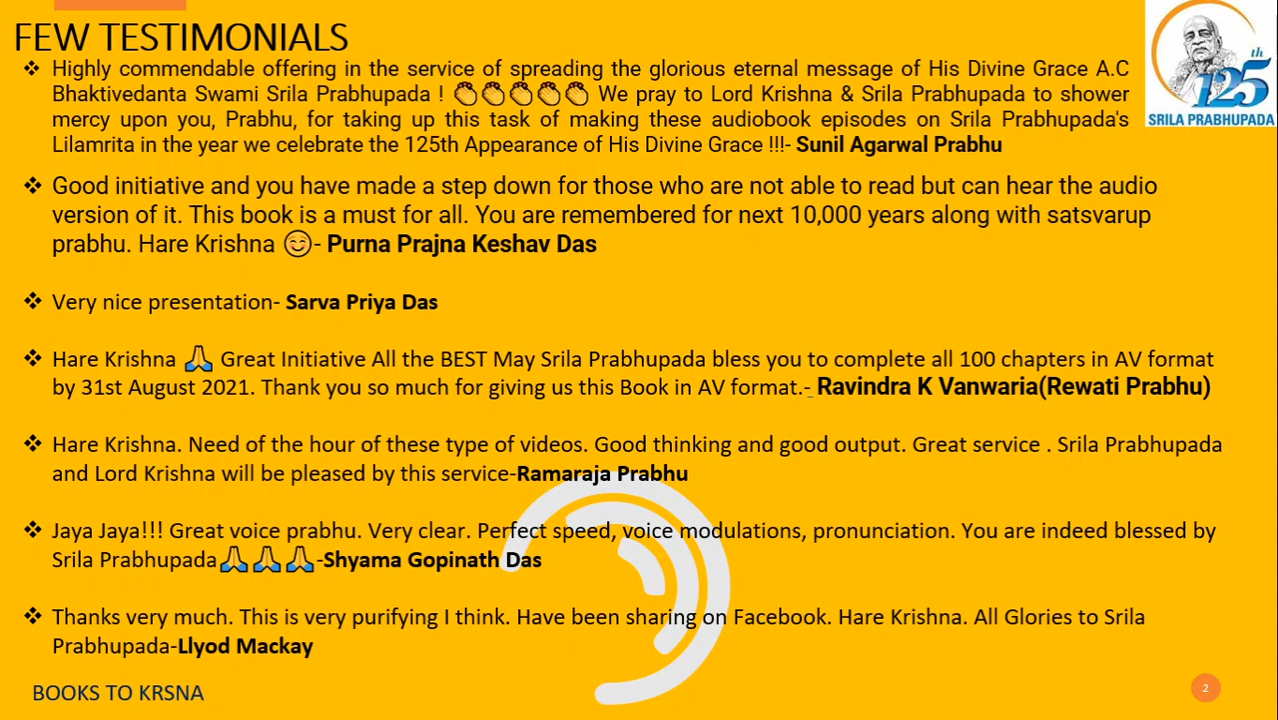 FEW TESTIMONIALS
❖ Highly commendable offering in the service of spreading the glorious eternal message of His Divine Grace A.C
Bhaktivedanta Swami Srila Prabhupada ! 👏👏👏👏👏 We pray to Lord Krishna & Srila Prabhupada to shower
mercy upon you, Prabhu, for taking up this task of making these audiobook episodes on Srila Prabhupada's
Lilamrita in the year we celebrate the 125th Appearance of His Divine Grace !!!- Sunil Agarwal Prabhu
125th
SRILA PRABHUPADA
❖ Good initiative and you have made a step down for those who are not able to read but can hear the audio
version of it. This book is a must for all. You are remembered for next 10,000 years along with satsvarup
prabhu. Hare Krishna 😊- Purna Prajna Keshav Das
❖ Very nice presentation- Sarva Priya Das
❖ Hare Krishna 🙏 Great Initiative All the BEST May Srila Prabhupada bless you to complete all 100 chapters in AV format
by 31st August 2021. Thank you so much for giving us this Book in AV format.- Ravindra K Vanwaria(Rewati Prabhu)
❖ Hare Krishna. Need of the hour of these type of videos. Good thinking and good output. Great service . Srila Prabhupada
and Lord Krishna will be pleased by this service-Ramaraja Prabhu
❖ Jaya Jaya!!! Great voice prabhu. Very clear. Perfect speed, voice modulations, pronunciation. You are indeed blessed by
Srila Prabhupada🙏🙏🙏-Shyama Gopinath Das
❖ Thanks very much. This is very purifying I think. Have been sharing on Facebook. Hare Krishna. All Glories to Srila
Prabhupada-Llyod Mackay
BOOKS TO KRSNA
2